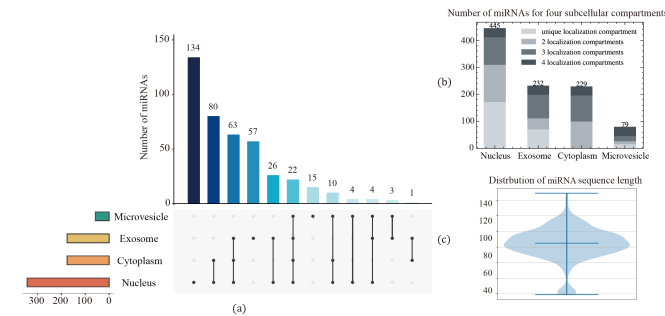 134
80
63
57
26
22
15
10
4
4
3
1
150
100
50
0
Number of miRNAs
Microvesicle
Exosome
Cytoplasm
Nucleus
300
200
100
0
(a)
Number of miRNAs for four subcellular compartments
(b)
400
300
200
100
0
445
232
229
79
unique localization compartment
2 localization compartments
3 localization compartments
4 localization compartments
Nucleus
Exosome
Cytoplasm
Microvesicle
(c)
Distrbution of miRNA sequence length
140
120
100
80
60
40